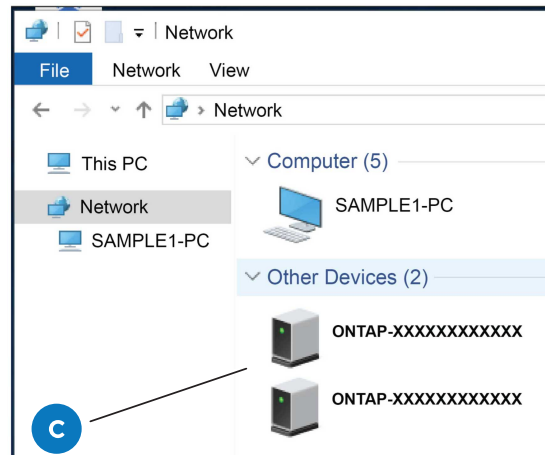 Network
File Network View
Network
This PC
Network
SAMPLE1-PC
Computer (5)
SAMPLE1-PC
Other Devices (2)
ONTAP-XXXXXXXXXXXX
ONTAP-XXXXXXXXXXXX
C